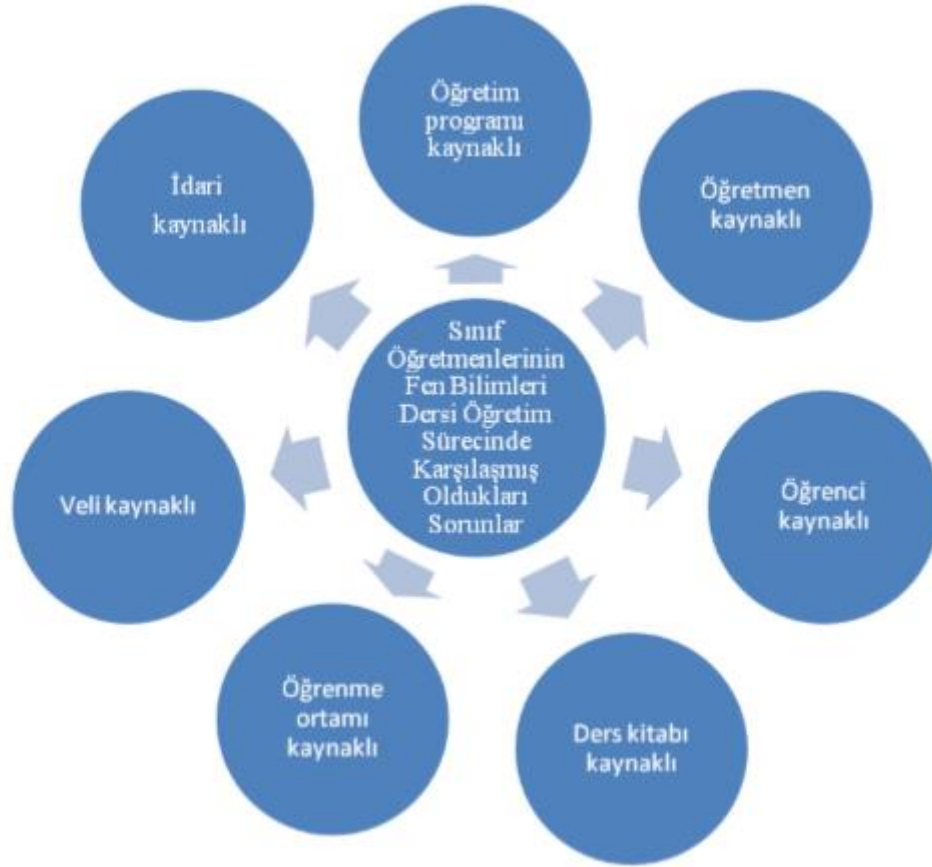 Öğretim
programı
kaynaklı
Öğretmen
kaynaklı
Öğrenci
kaynaklı
Ders kitabı
kaynaklı
Öğrenme
ortamı
kaynaklı
Veli kaynaklı
İdari
kaynaklı
Sınıf
Öğretmenlerinin
Fen Bilimleri
Dersi Öğretim
Sürecinde
Karşılaşmış
Oldukları
Sorunlar